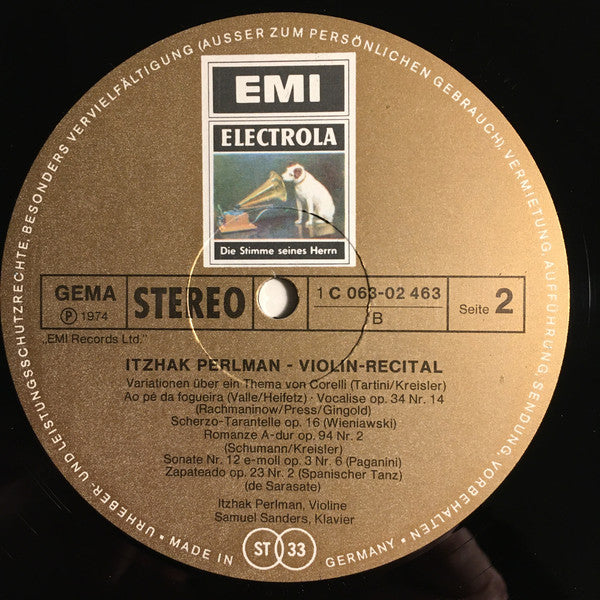 URHEBER- UND LEISTUNGSSCHUTZRECHTE, BESONDERS VERVIELFÄLTIGUNG (AUSSER ZUM PERSÖNLICHEN GEBRAUCH), VERMIETUNG, AUFFÜHRUNG, SENDUNG, VORBEHALTEN •
EMI
ELECTROLA
Die Stimme seines Herrn
GEMA
Ⓟ 1974
STEREO
1 C 063-02 463
B
Seite 2
„EMI Records Ltd."
ITZHAK PERLMAN - VIOLIN-RECITAL
Variationen über ein Thema von Corelli (Tartini/Kreisler)
Ao pé da fogueira (Valle/Heifetz) · Vocalise op. 34 Nr. 14
(Rachmaninow/Press/Gingold)
Scherzo-Tarantelle op. 16 (Wieniawski)
Romanze A-dur op. 94 Nr. 2
(Schumann/Kreisler)
Sonate Nr. 12 e-moll op. 3 Nr. 6 (Paganini)
Zapateado op. 23 Nr. 2 (Spanischer Tanz)
(de Sarasate)
Itzhak Perlman, Violine
Samuel Sanders, Klavier
• MADE IN GERMANY •
ST 33